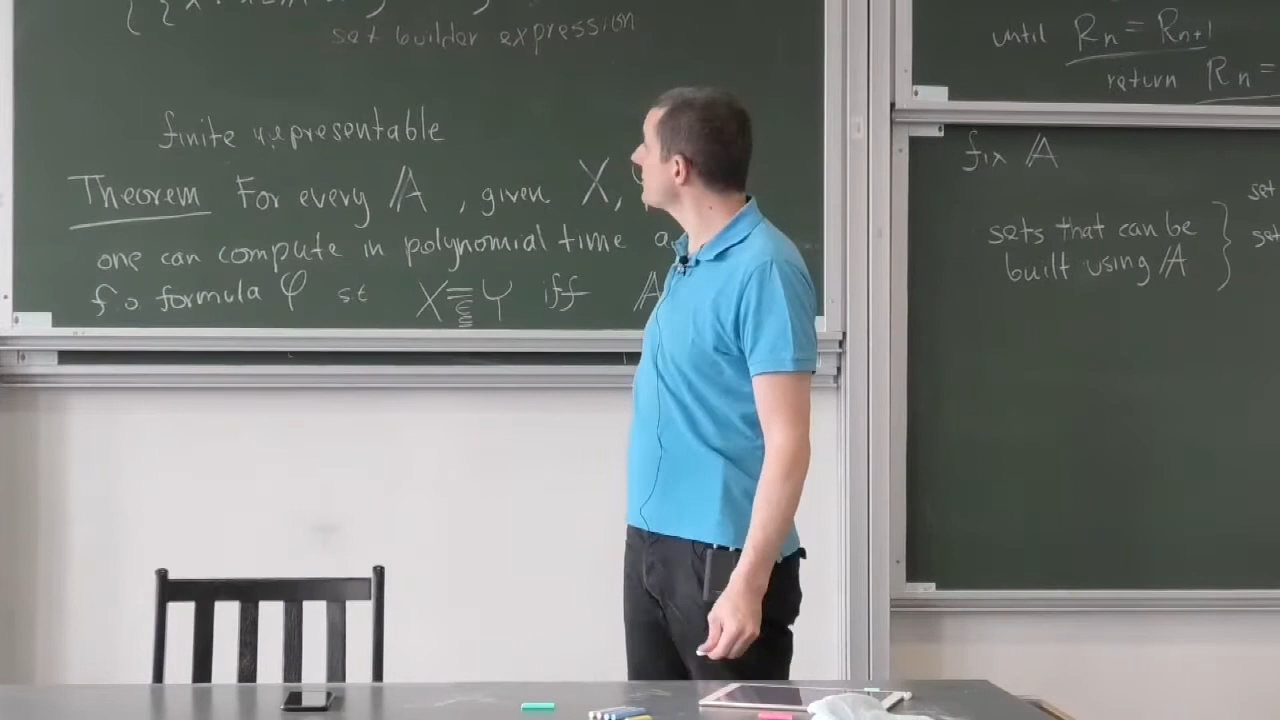 set builder expression
finite representable
Theorem For every 𝔸, given X,
one can compute in polynomial time a
fo formula φ st X≡Y iff 𝔸
until Rn = Rn+1
return Rn =
fix 𝔸
sets that can be
built using 𝔸 }
set
set